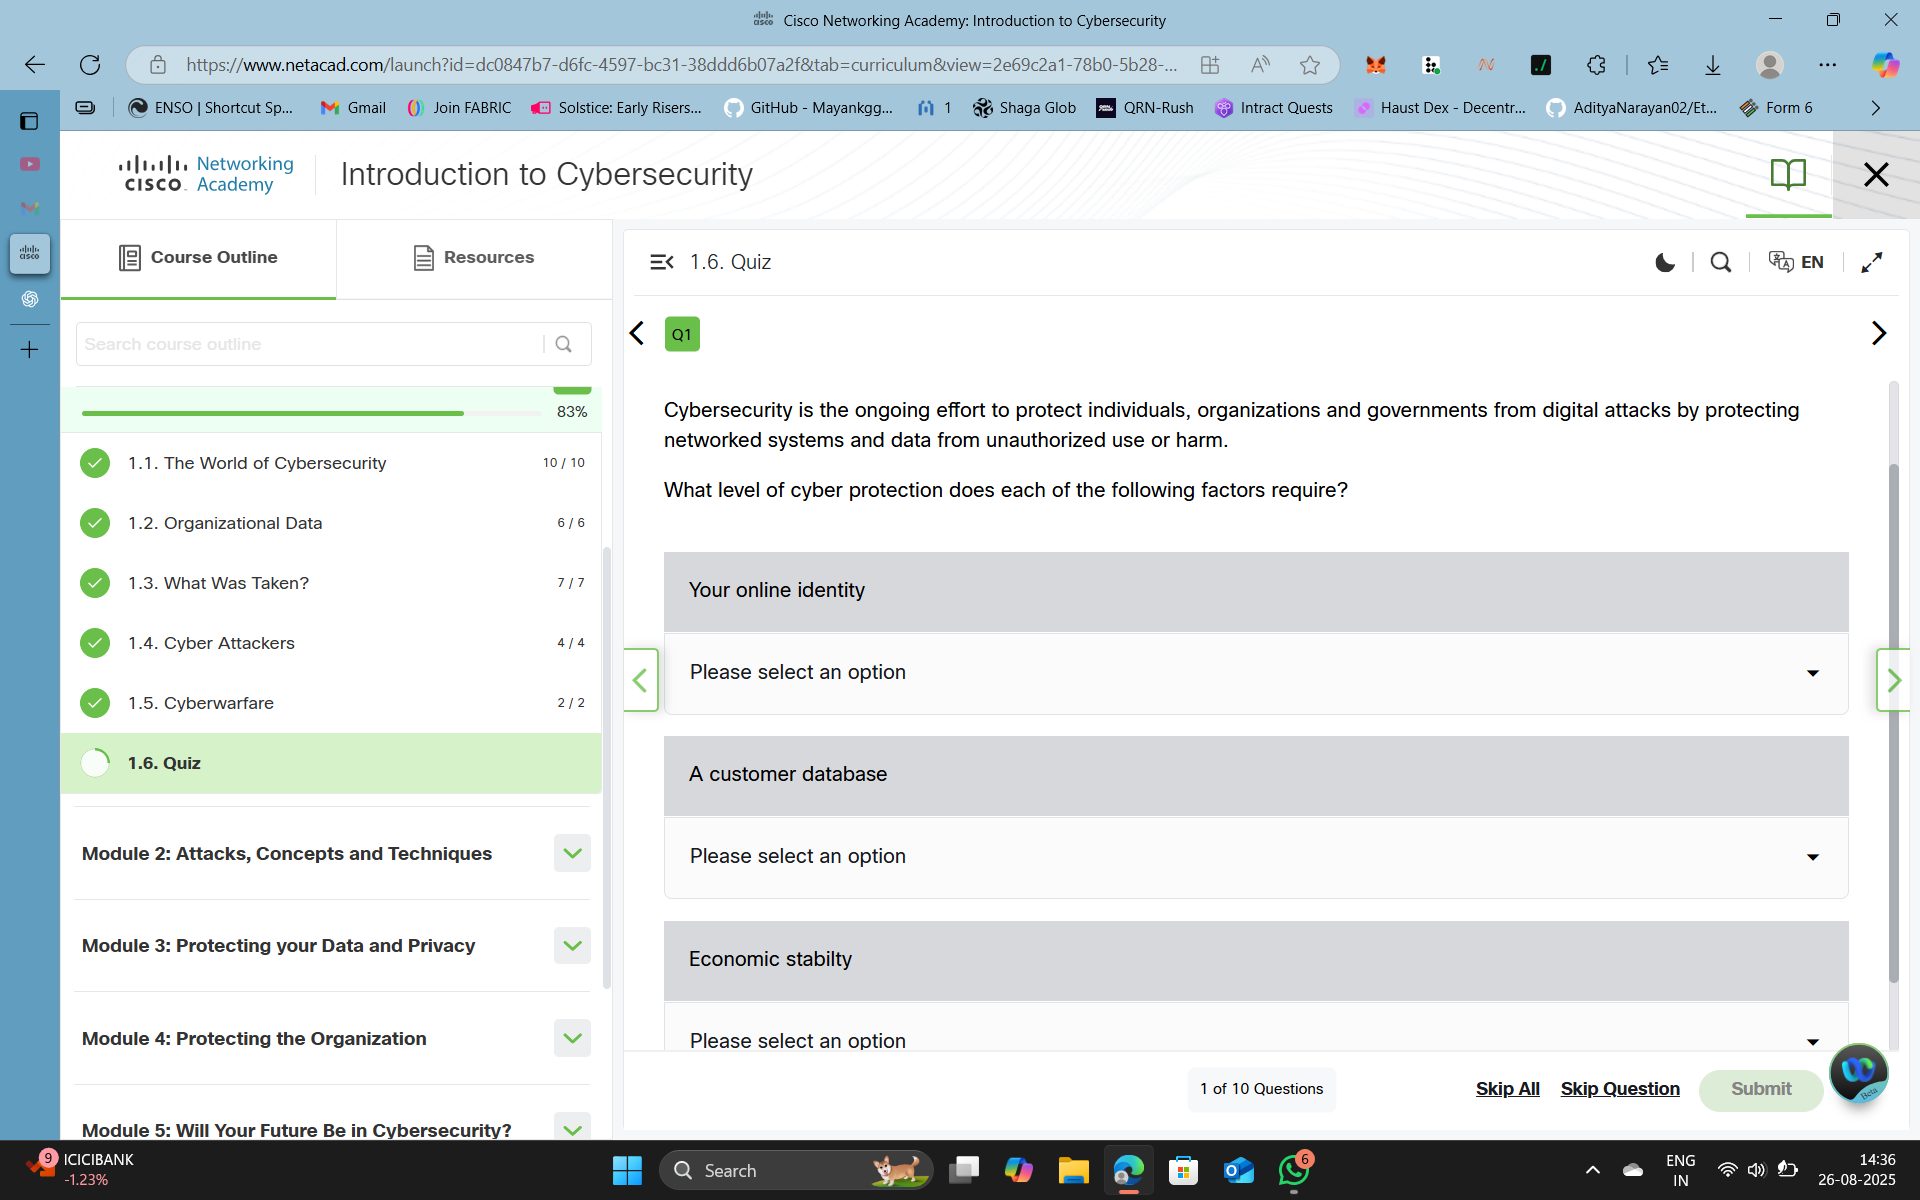 Cisco Networking Academy: Introduction to Cybersecurity
https://www.netacad.com/launch?id=dc0847b7-d6fc-4597-bc31-38ddd6b07a2f&tab=curriculum&view=2e69c2a1-78b0-5b28-...
ENSO | Shortcut Sp... Gmail Join FABRIC Solstice: Early Risers... GitHub - Mayankgg... 1 Shaga Glob QRN-Rush Intract Quests Haust Dex - Decentr... AdityaNarayan02/Et... Form 6
CISCO Networking Academy
Introduction to Cybersecurity
Course Outline
Resources
Search course outline
83%
1.1. The World of Cybersecurity 10 / 10
1.2. Organizational Data 6 / 6
1.3. What Was Taken? 7 / 7
1.4. Cyber Attackers 4 / 4
1.5. Cyberwarfare 2 / 2
1.6. Quiz
Module 2: Attacks, Concepts and Techniques
Module 3: Protecting your Data and Privacy
Module 4: Protecting the Organization
Module 5: Will Your Future Be in Cybersecurity?
1.6. Quiz
EN
Q1
Cybersecurity is the ongoing effort to protect individuals, organizations and governments from digital attacks by protecting
networked systems and data from unauthorized use or harm.
What level of cyber protection does each of the following factors require?
Your online identity
Please select an option
A customer database
Please select an option
Economic stabilty
Please select an option
1 of 10 Questions
Skip All
Skip Question
Submit
Beta
9
ICICIBANK
-1.23%
Search
6
ENG
IN
14:36
26-08-2025